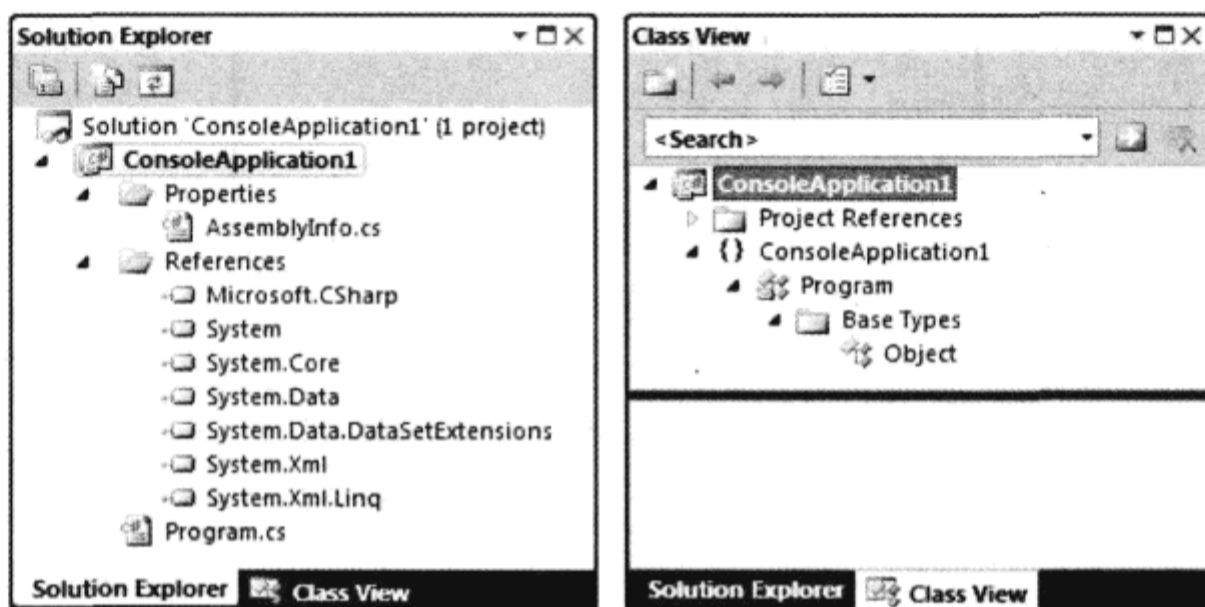 Solution Explorer
Solution 'ConsoleApplication1' (1 project)
ConsoleApplication1
Properties
AssemblyInfo.cs
References
Microsoft.CSharp
System
System.Core
System.Data
System.Data.DataSetExtensions
System.Xml
System.Xml.Linq
Program.cs
Solution Explorer
Class View
Class View
<Search>
ConsoleApplication1
Project References
{} ConsoleApplication1
Program
Base Types
Object
Solution Explorer
Class View